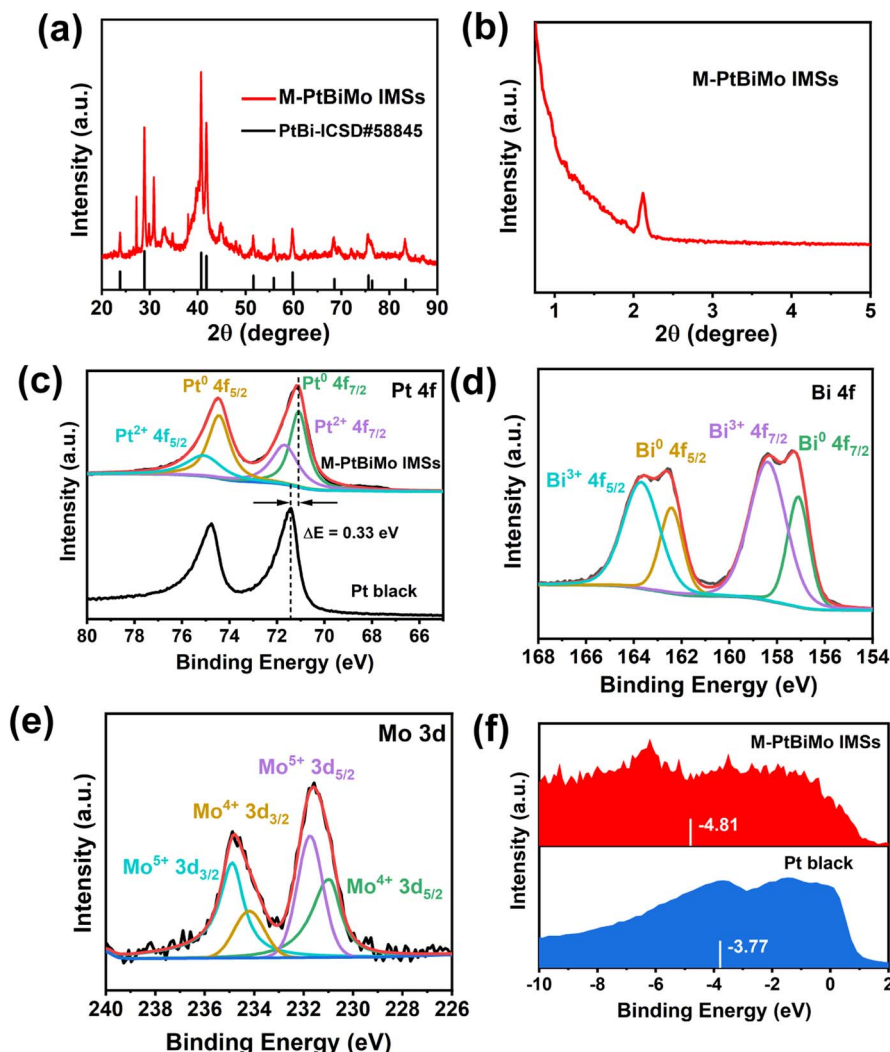 (a)
M-PtBiMo IMSs
PtBi-ICSD#58845
Intensity (a.u.)
20 30 40 50 60 70 80 90
2θ (degree)
(b)
M-PtBiMo IMSs
Intensity (a.u.)
1 2 3 4 5
2θ (degree)
(c)
Pt 4f
Pt⁰ 4f₅/₂
Pt⁰ 4f₇/₂
Pt²⁺ 4f₅/₂
Pt²⁺ 4f₇/₂
M-PtBiMo IMSs
ΔE = 0.33 eV
Pt black
Intensity (a.u.)
80 78 76 74 72 70 68 66
Binding Energy (eV)
(d)
Bi 4f
Bi³⁺ 4f₇/₂
Bi⁰ 4f₅/₂
Bi⁰ 4f₇/₂
Bi³⁺ 4f₅/₂
Intensity (a.u.)
168 166 164 162 160 158 156 154
Binding Energy (eV)
(e)
Mo 3d
Mo⁵⁺ 3d₅/₂
Mo⁴⁺ 3d₃/₂
Mo⁵⁺ 3d₃/₂
Mo⁴⁺ 3d₅/₂
Intensity (a.u.)
240 238 236 234 232 230 228 226
Binding Energy (eV)
(f)
M-PtBiMo IMSs
-4.81
Pt black
-3.77
Intensity (a.u.)
-10 -8 -6 -4 -2 0 2
Binding Energy (eV)